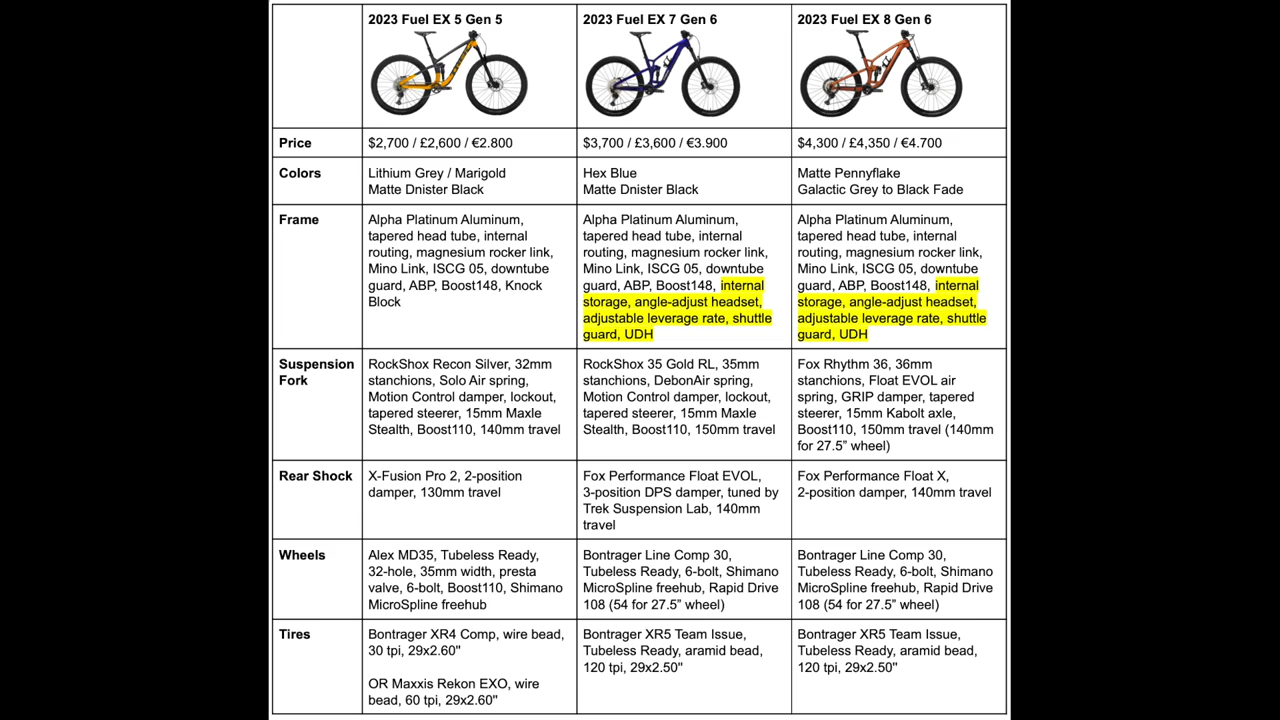 2023 Fuel EX 5 Gen 5
2023 Fuel EX 7 Gen 6
2023 Fuel EX 8 Gen 6
Price
$2,700 / £2,600 / €2.800
$3,700 / £3,600 / €3.900
$4,300 / £4,350 / €4.700
Colors
Lithium Grey / Marigold
Matte Dnister Black
Hex Blue
Matte Dnister Black
Matte Pennyflake
Galactic Grey to Black Fade
Frame
Alpha Platinum Aluminum,
tapered head tube, internal
routing, magnesium rocker link,
Mino Link, ISCG 05, downtube
guard, ABP, Boost148, Knock
Block
Alpha Platinum Aluminum,
tapered head tube, internal
routing, magnesium rocker link,
Mino Link, ISCG 05, downtube
guard, ABP, Boost148, internal
storage, angle-adjust headset,
adjustable leverage rate, shuttle
guard, UDH
Alpha Platinum Aluminum,
tapered head tube, internal
routing, magnesium rocker link,
Mino Link, ISCG 05, downtube
guard, ABP, Boost148, internal
storage, angle-adjust headset,
adjustable leverage rate, shuttle
guard, UDH
Suspension
Fork
RockShox Recon Silver, 32mm
stanchions, Solo Air spring,
Motion Control damper, lockout,
tapered steerer, 15mm Maxle
Stealth, Boost110, 140mm travel
RockShox 35 Gold RL, 35mm
stanchions, DebonAir spring,
Motion Control damper, lockout,
tapered steerer, 15mm Maxle
Stealth, Boost110, 150mm travel
Fox Rhythm 36, 36mm
stanchions, Float EVOL air
spring, GRIP damper, tapered
steerer, 15mm Kabolt axle,
Boost110, 150mm travel (140mm
for 27.5” wheel)
Rear Shock
X-Fusion Pro 2, 2-position
damper, 130mm travel
Fox Performance Float EVOL,
3-position DPS damper, tuned by
Trek Suspension Lab, 140mm
travel
Fox Performance Float X,
2-position damper, 140mm travel
Wheels
Alex MD35, Tubeless Ready,
32-hole, 35mm width, presta
valve, 6-bolt, Boost110, Shimano
MicroSpline freehub
Bontrager Line Comp 30,
Tubeless Ready, 6-bolt, Shimano
MicroSpline freehub, Rapid Drive
108 (54 for 27.5” wheel)
Bontrager Line Comp 30,
Tubeless Ready, 6-bolt, Shimano
MicroSpline freehub, Rapid Drive
108 (54 for 27.5” wheel)
Tires
Bontrager XR4 Comp, wire bead,
30 tpi, 29x2.60"
OR Maxxis Rekon EXO, wire
bead, 60 tpi, 29x2.60"
Bontrager XR5 Team Issue,
Tubeless Ready, aramid bead,
120 tpi, 29x2.50"
Bontrager XR5 Team Issue,
Tubeless Ready, aramid bead,
120 tpi, 29x2.50"